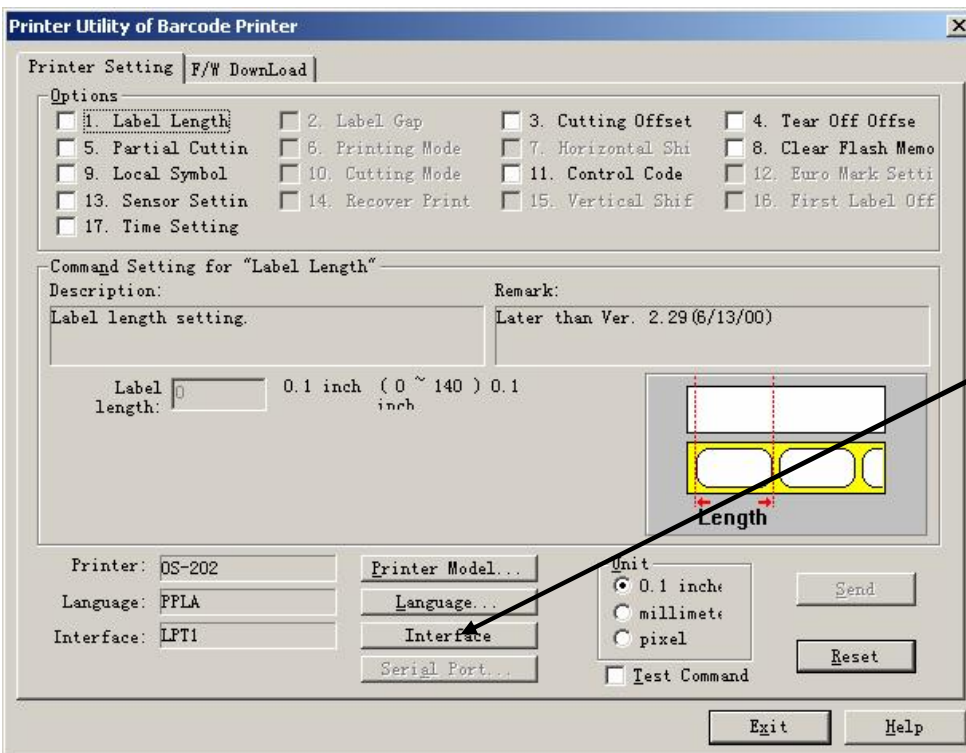 Printer Utility of Barcode Printer
Printer Setting F/W DownLoad
Options
1. Label Length 2. Label Gap 3. Cutting Offset 4. Tear Off Offse
5. Partial Cuttin 6. Printing Mode 7. Horizontal Shi 8. Clear Flash Memo
9. Local Symbol 10. Cutting Mode 11. Control Code 12. Euro Mark Setti
13. Sensor Settin 14. Recover Print 15. Vertical Shif 16. First Label Off
17. Time Setting
Command Setting for "Label Length"
Description: Remark:
Label length setting. Later than Ver. 2.29(6/13/00)
Label 0 0.1 inch ( 0 ~ 140 ) 0.1
length: inch
Length
Printer: OS-202 Printer Model... Unit
0.1 inche Send
Language: PPLA Language...
millimete
Interface: LPT1 Interface pixel
Reset
Serial Port... Test Command
Exit Help